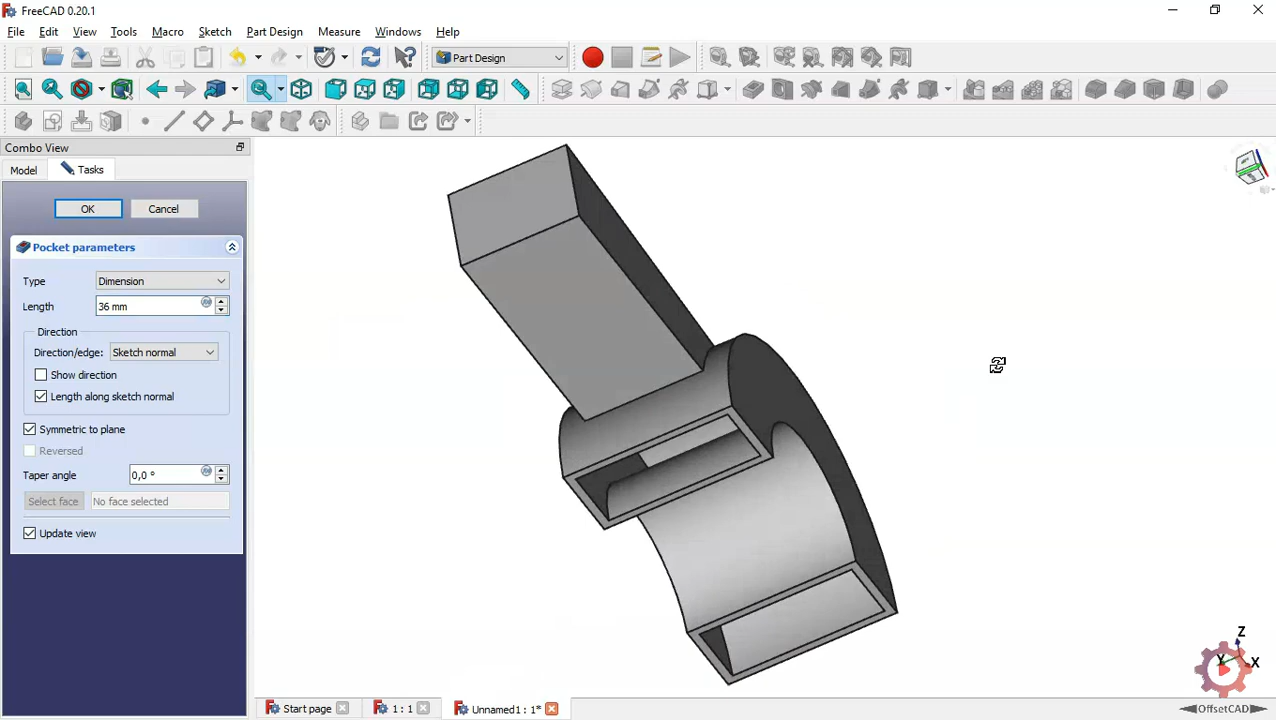 FreeCAD 0.20.1
File Edit View Tools Macro Sketch Part Design Measure Windows Help
Part Design
Combo View
Model Tasks
OK Cancel
Pocket parameters
Type Dimension
Length 36 mm
Direction
Direction/edge: Sketch normal
Show direction
Length along sketch normal
Symmetric to plane
Reversed
Taper angle 0,0 °
Select face No face selected
Update view
Z
Y X
Start page 1 : 1 Unnamed1 : 1*
OffsetCAD